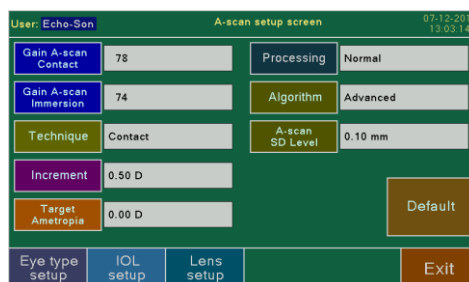 User: Echo-Son
A-scan setup screen
07-12-201
13:03:14
Gain A-scan
Contact
78
Processing
Normal
Gain A-scan
Immersion
74
Algorithm
Advanced
Technique
Contact
A-scan
SD Level
0.10 mm
Increment
0.50 D
Target
Ametropia
0.00 D
Default
Eye type
setup
IOL
setup
Lens
setup
Exit